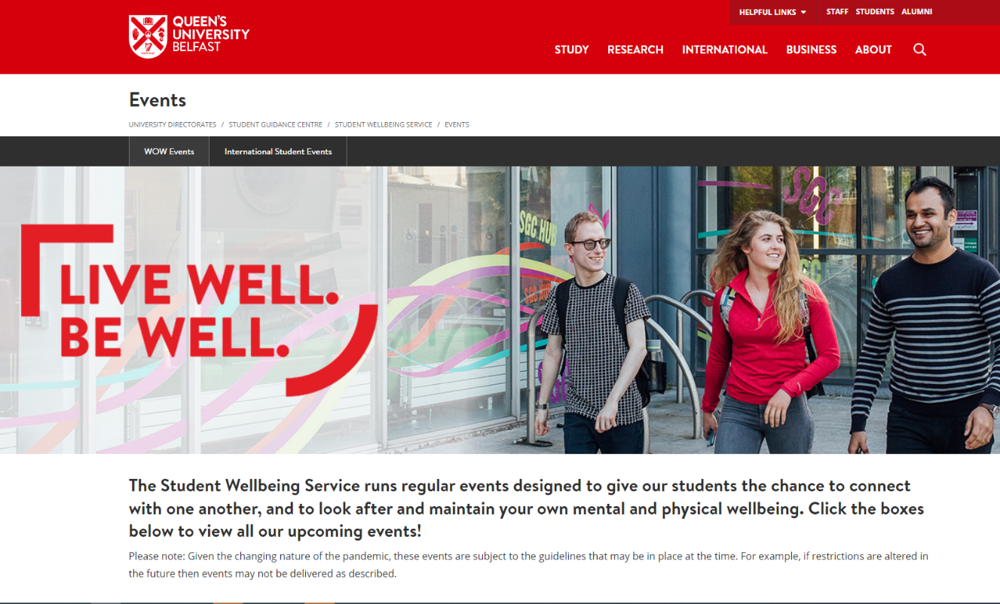 HELPFUL LINKS
STAFF STUDENTS ALUMNI
QUEEN'S
UNIVERSITY
BELFAST
STUDY RESEARCH INTERNATIONAL BUSINESS ABOUT
Events
UNIVERSITY DIRECTORATES / STUDENT GUIDANCE CENTRE / STUDENT WELLBEING SERVICE / EVENTS
WOW Events International Student Events
SGC
SGC HUB
SGC
SGC HUB
LIVE WELL.
BE WELL.
SGC
The Student Wellbeing Service runs regular events designed to give our students the chance to connect
with one another, and to look after and maintain your own mental and physical wellbeing. Click the boxes
below to view all our upcoming events!
Please note: Given the changing nature of the pandemic, these events are subject to the guidelines that may be in place at the time. For example, if restrictions are altered in
the future then events may not be delivered as described.